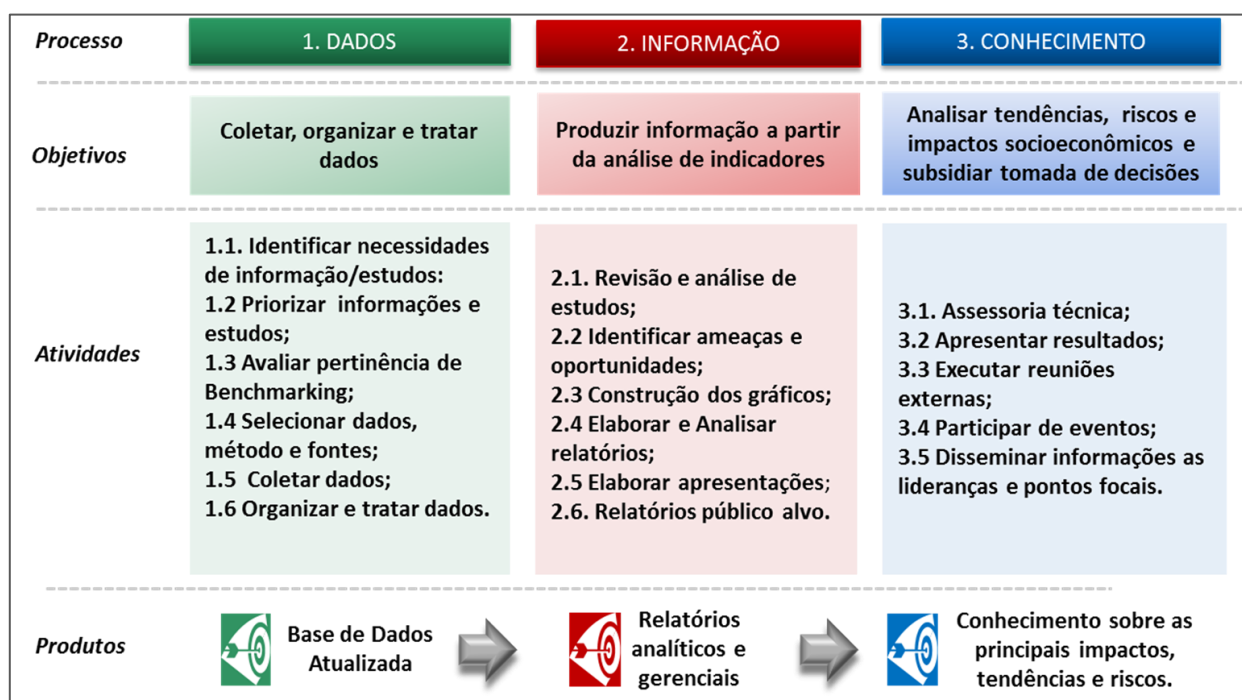 Processo
1. DADOS
2. INFORMAÇÃO
3. CONHECIMENTO
Objetivos
Coletar, organizar e tratar
dados
Produzir informação a partir
da análise de indicadores
Analisar tendências, riscos e
impactos socioeconômicos e
subsidiar tomada de decisões
Atividades
1.1. Identificar necessidades
de informação/estudos:
1.2 Priorizar informações e
estudos;
1.3 Avaliar pertinência de
Benchmarking;
1.4 Selecionar dados,
método e fontes;
1.5 Coletar dados;
1.6 Organizar e tratar dados.
2.1. Revisão e análise de
estudos;
2.2 Identificar ameaças e
oportunidades;
2.3 Construção dos gráficos;
2.4 Elaborar e Analisar
relatórios;
2.5 Elaborar apresentações;
2.6. Relatórios público alvo.
3.1. Assessoria técnica;
3.2 Apresentar resultados;
3.3 Executar reuniões
externas;
3.4 Participar de eventos;
3.5 Disseminar informações as
lideranças e pontos focais.
Produtos
Base de Dados
Atualizada
Relatórios
analíticos e
gerenciais
Conhecimento sobre as
principais impactos,
tendências e riscos.